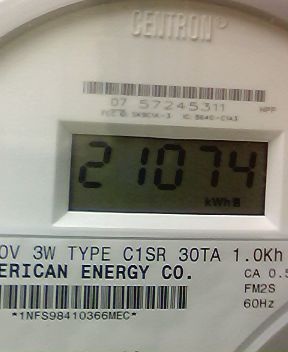 CENTRON
07 57245311
HPP
21074
kWh
0V 3W TYPE C1SR 30TA 1.0Kh
ERICAN ENERGY CO.
CA 0.5
FM2S
60Hz
*1NFS98410366MEC*